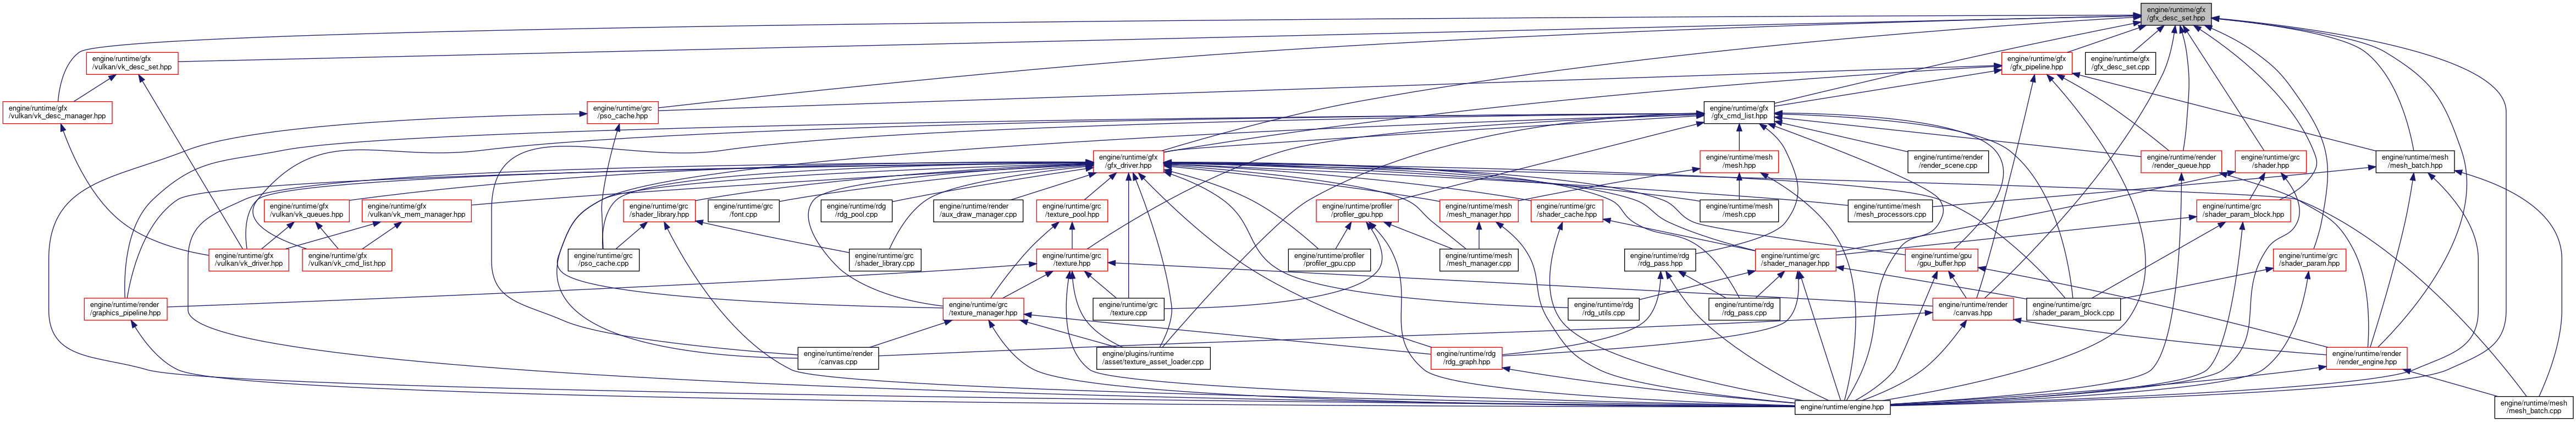 engine/runtime/gfx
/gfx_desc_set.hpp
engine/runtime/gfx
/vulkan/vk_desc_set.hpp
engine/runtime/gfx
/gfx_pipeline.hpp
engine/runtime/gfx
/gfx_desc_set.cpp
engine/runtime/gfx
/vulkan/vk_desc_manager.hpp
engine/runtime/grc
/pso_cache.hpp
engine/runtime/gfx
/gfx_cmd_list.hpp
engine/runtime/gfx
/gfx_driver.hpp
engine/runtime/mesh
/mesh.hpp
engine/runtime/render
/render_scene.cpp
engine/runtime/render
/render_queue.hpp
engine/runtime/grc
/shader.hpp
engine/runtime/mesh
/mesh_batch.hpp
engine/runtime/gfx
/vulkan/vk_queues.hpp
engine/runtime/gfx
/vulkan/vk_mem_manager.hpp
engine/runtime/grc
/shader_library.hpp
engine/runtime/grc
/font.cpp
engine/runtime/rdg
/rdg_pool.cpp
engine/runtime/render
/aux_draw_manager.cpp
engine/runtime/grc
/texture_pool.hpp
engine/runtime/profiler
/profiler_gpu.hpp
engine/runtime/mesh
/mesh_manager.hpp
engine/runtime/grc
/shader_cache.hpp
engine/runtime/mesh
/mesh.cpp
engine/runtime/mesh
/mesh_processors.cpp
engine/runtime/grc
/shader_param_block.hpp
engine/runtime/gfx
/vulkan/vk_driver.hpp
engine/runtime/gfx
/vulkan/vk_cmd_list.hpp
engine/runtime/grc
/pso_cache.cpp
engine/runtime/grc
/shader_library.cpp
engine/runtime/grc
/texture.hpp
engine/runtime/profiler
/profiler_gpu.cpp
engine/runtime/mesh
/mesh_manager.cpp
engine/runtime/rdg
/rdg_pass.hpp
engine/runtime/grc
/shader_manager.hpp
engine/runtime/gpu
/gpu_buffer.hpp
engine/runtime/grc
/shader_param.hpp
engine/runtime/render
/graphics_pipeline.hpp
engine/runtime/grc
/texture_manager.hpp
engine/runtime/grc
/texture.cpp
engine/runtime/rdg
/rdg_utils.cpp
engine/runtime/rdg
/rdg_pass.cpp
engine/runtime/render
/canvas.hpp
engine/runtime/grc
/shader_param_block.cpp
engine/runtime/render
/canvas.cpp
engine/plugins/runtime
/asset/texture_asset_loader.cpp
engine/runtime/rdg
/rdg_graph.hpp
engine/runtime/render
/render_engine.hpp
engine/runtime/engine.hpp
engine/runtime/mesh
/mesh_batch.cpp